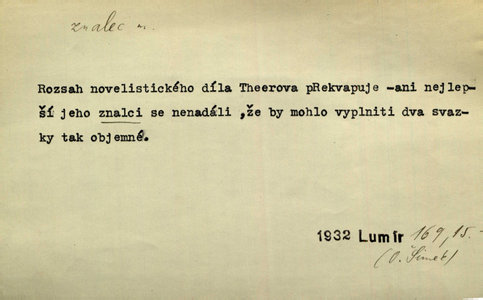 znalec m.
Rozsah novelistického díla Theerova pRekvapuje -ani nejlep-
ší jeho znalci se nenadáli ,že by mohlo vyplniti dva svaz-
ky tak objemné.
1932 Lumír 169,15.-
(O. Šimek)